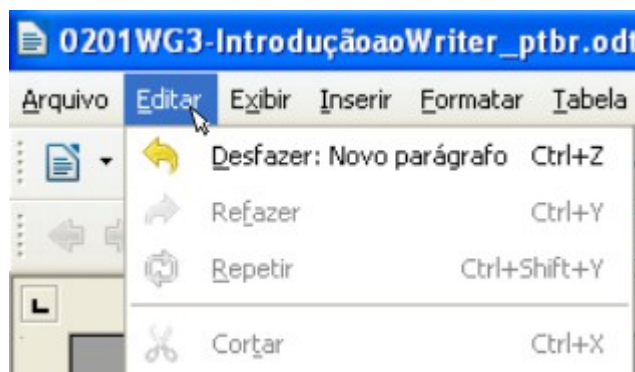 0201WG3-IntroduçãoaoWriter_ptbr.odt
Arquivo Editar Exibir Inserir Formatar Tabela
Desfazer: Novo parágrafo Ctrl+Z
Refazer Ctrl+Y
Repetir Ctrl+Shift+Y
Cortar Ctrl+X